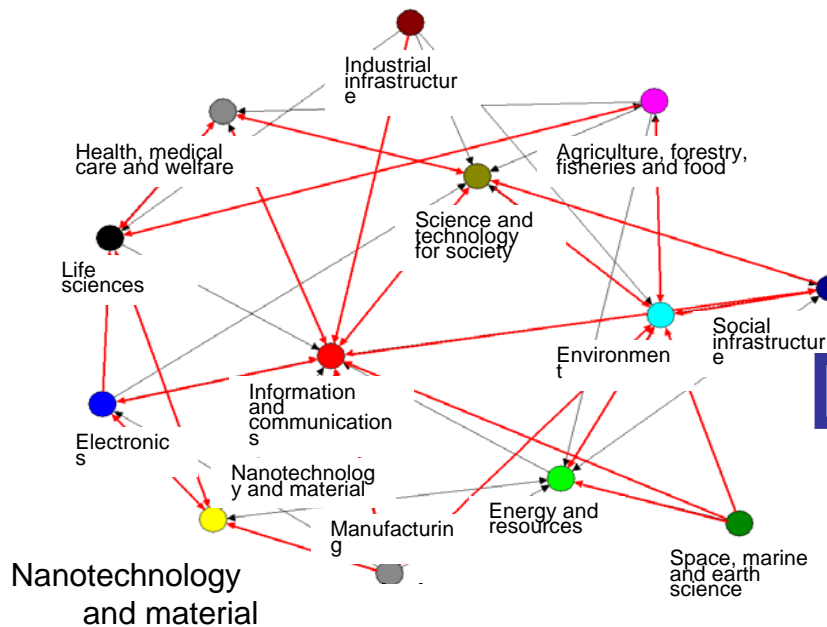 Industrial
infrastructur
e
Health, medical
care and welfare
Agriculture, forestry,
fisheries and food
Science and
technology
for society
Life
sciences
Social
infrastructur
e
Environmen
t
Information
and
communication
s
Electronic
s
Nanotechnolog
y and material
Manufacturin
g
Energy and
resources
Space, marine
and earth
science
Nanotechnology
and material